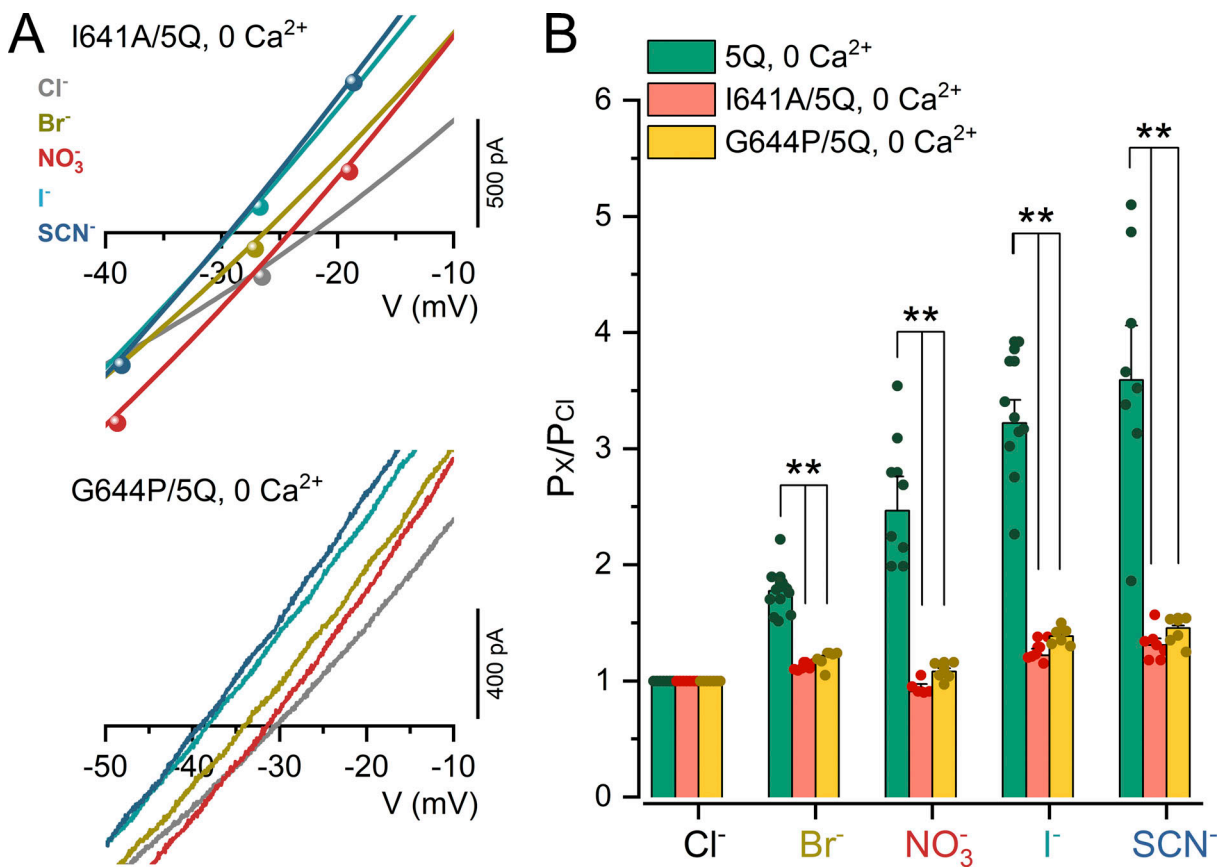 A
I641A/5Q, 0 Ca²⁺
Cl⁻
Br⁻
NO₃⁻
I⁻
SCN⁻
500 pA
-40 -30 -20 -10
V (mV)
G644P/5Q, 0 Ca²⁺
400 pA
-50 -40 -30 -20 -10
V (mV)
B
5Q, 0 Ca²⁺
I641A/5Q, 0 Ca²⁺
G644P/5Q, 0 Ca²⁺
Px/PCl
6
5
4
3
2
1
0
**
**
**
**
Cl⁻ Br⁻ NO₃⁻ I⁻ SCN⁻